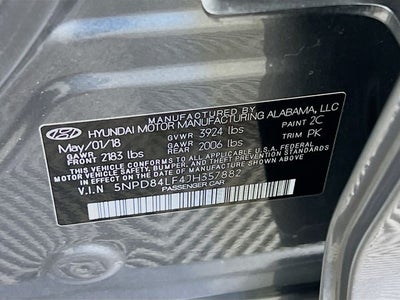 MANUFACTURED BY
HYUNDAI MOTOR MANUFACTURING ALABAMA, LLC
May/01/18 GVWR 3924 lbs PAINT 2C
GAWR FRONT 2183 lbs GAWR REAR 2006 lbs TRIM PK
THIS VEHICLE CONFORMS TO ALL APPLICABLE U.S. FEDERAL MOTOR
VEHICLE SAFETY, BUMPER, AND THEFT PREVENTION STANDARDS
IN EFFECT ON THE DATE OF MANUFACTURE SHOWN ABOVE.
V.I.N 5NPD84LF4JH357882
PASSENGER CAR